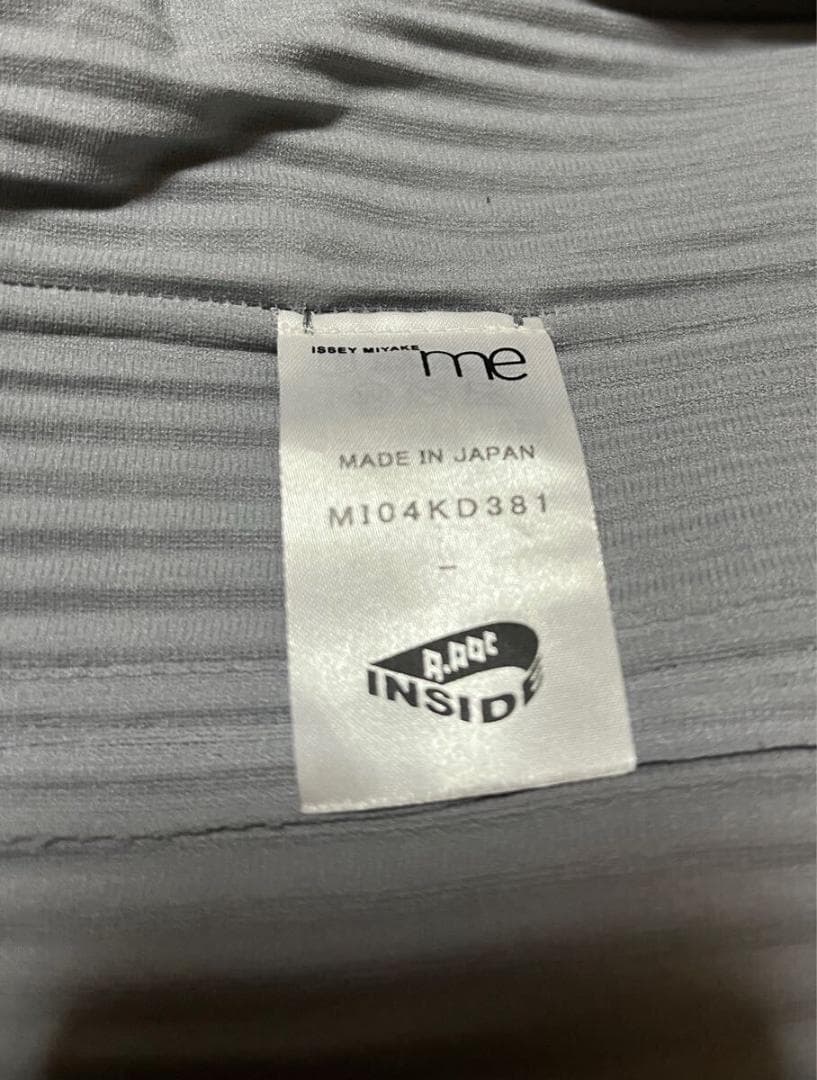 ISSEY MIYAKE me
MADE IN JAPAN
MI04KD381
-
A.POC
INSIDE